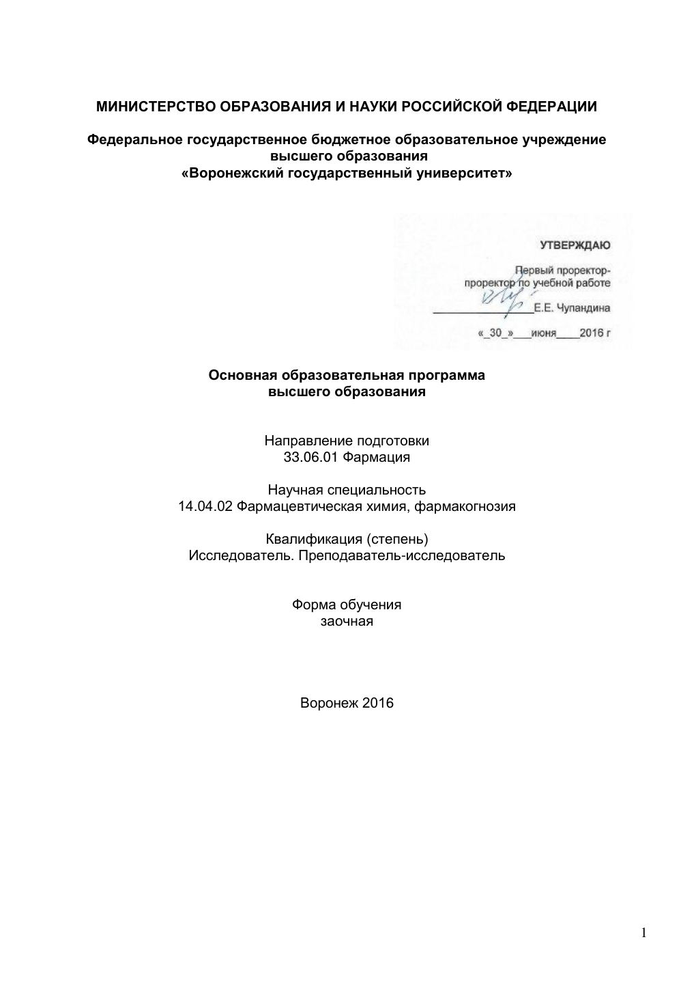 МИНИСТЕРСТВО ОБРАЗОВАНИЯ И НАУКИ РОССИЙСКОЙ ФЕДЕРАЦИИ
Федеральное государственное бюджетное образовательное учреждение
высшего образования
«Воронежский государственный университет»
УТВЕРЖДАЮ
Первый проректор-
проректор по учебной работе
__________________Е.Е. Чупандина
«_30_»___июня____2016 г
Основная образовательная программа
высшего образования
Направление подготовки
33.06.01 Фармация
Научная специальность
14.04.02 Фармацевтическая химия, фармакогнозия
Квалификация (степень)
Исследователь. Преподаватель-исследователь
Форма обучения
заочная
Воронеж 2016
1